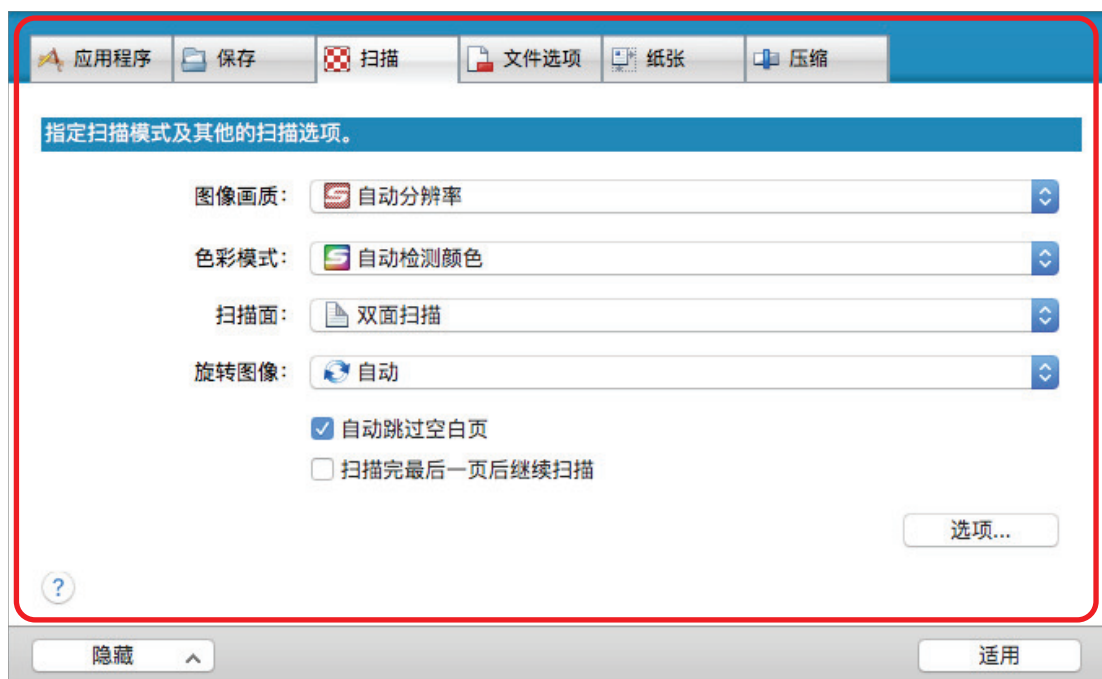 应用程序 保存 扫描 文件选项 纸张 压缩
指定扫描模式及其他的扫描选项。
图像画质： 自动分辨率
色彩模式： 自动检测颜色
扫描面： 双面扫描
旋转图像： 自动
自动跳过空白页
扫描完最后一页后继续扫描
选项...
?
隐藏 适用